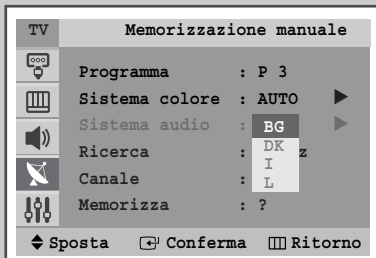 TV Memorizzazione manuale
Programma : P 3
Sistema colore : AUTO
Sistema audio : BG
DK
Ricerca : z
I
Canale :
L
Memorizza : ?
Sposta Conferma Ritorno